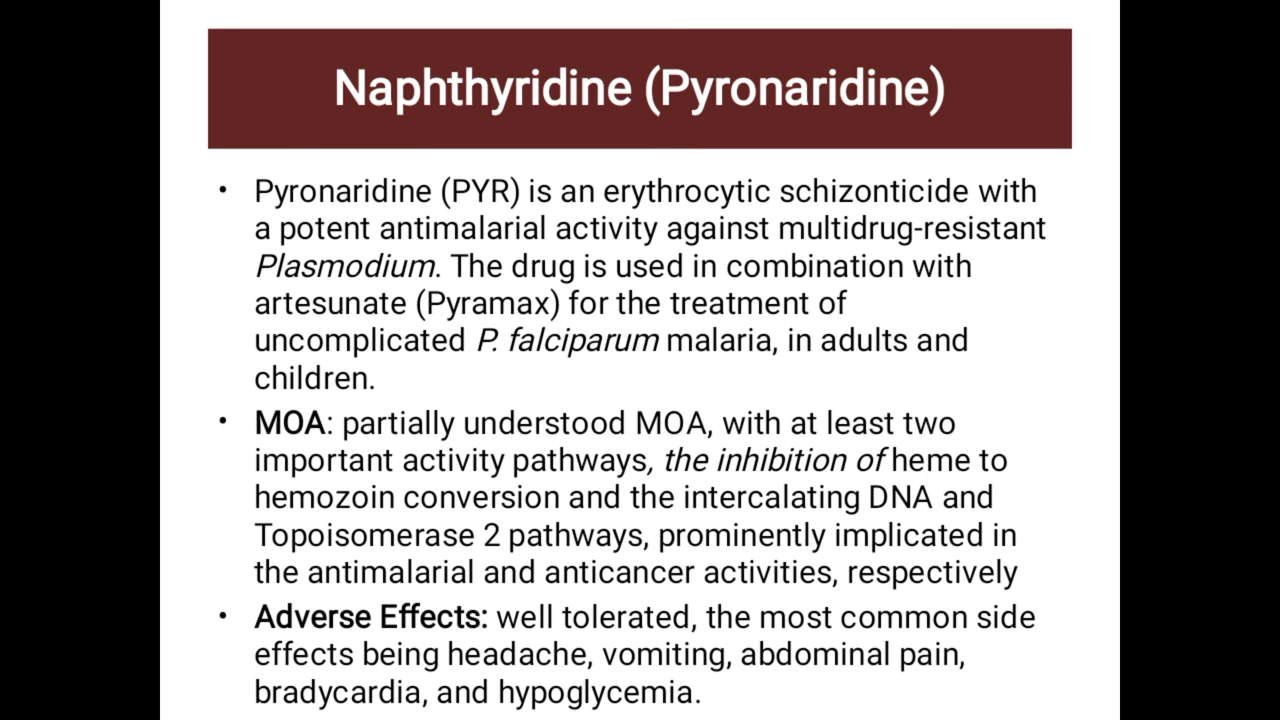 Naphthyridine (Pyronaridine)
• Pyronaridine (PYR) is an erythrocytic schizonticide with
a potent antimalarial activity against multidrug-resistant
Plasmodium. The drug is used in combination with
artesunate (Pyramax) for the treatment of
uncomplicated P. falciparum malaria, in adults and
children.
• MOA: partially understood MOA, with at least two
important activity pathways, the inhibition of heme to
hemozoin conversion and the intercalating DNA and
Topoisomerase 2 pathways, prominently implicated in
the antimalarial and anticancer activities, respectively
• Adverse Effects: well tolerated, the most common side
effects being headache, vomiting, abdominal pain,
bradycardia, and hypoglycemia.